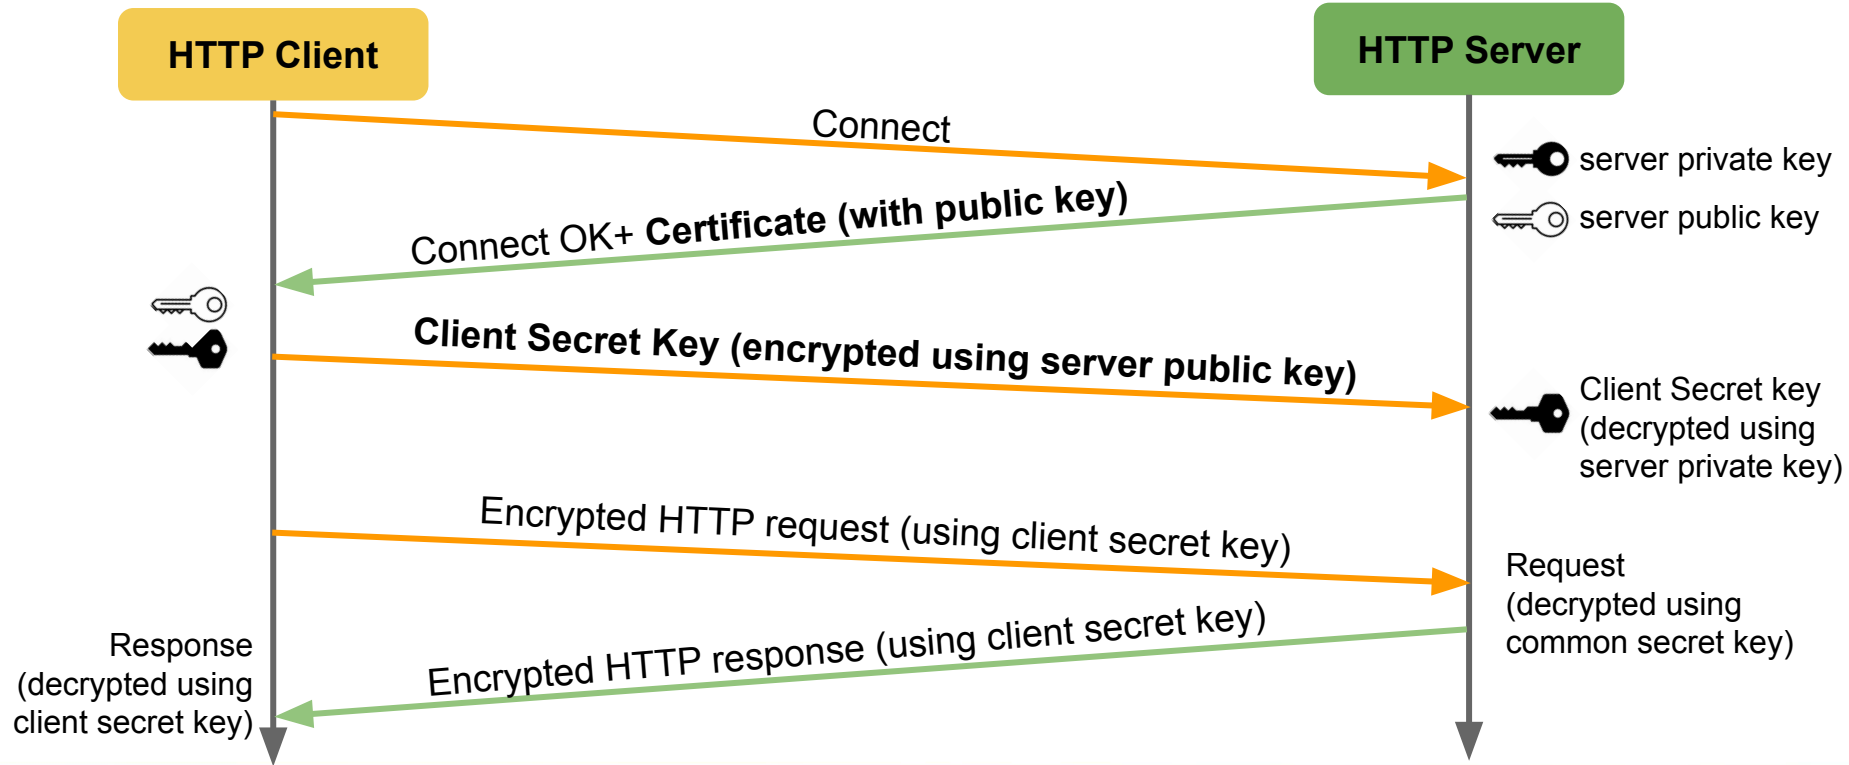 HTTP Client
HTTP Server
Connect
server private key
Connect OK+ Certificate (with public key)
server public key
Client Secret Key (encrypted using server public key)
Client Secret key
(decrypted using
server private key)
Encrypted HTTP request (using client secret key)
Request
(decrypted using
common secret key)
Encrypted HTTP response (using client secret key)
Response
(decrypted using
client secret key)